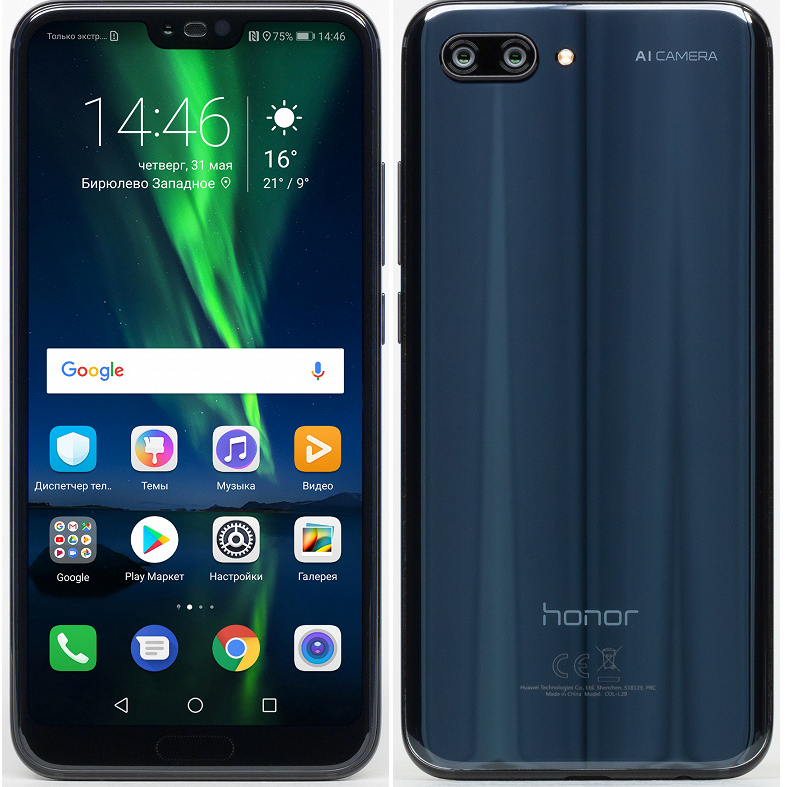 Только экстр...
75%
14:46
14:46
четверг, 31 мая
Бирюлево Западное
16°
21° / 9°
Google
Диспетчер тел..
Темы
Музыка
Видео
Google
Play Маркет
Настройки
Галерея
AI CAMERA
honor
CE
Huawei Technologies Co., Ltd. Shenzhen, 518129, PRC
Made in China Model: COL-L29